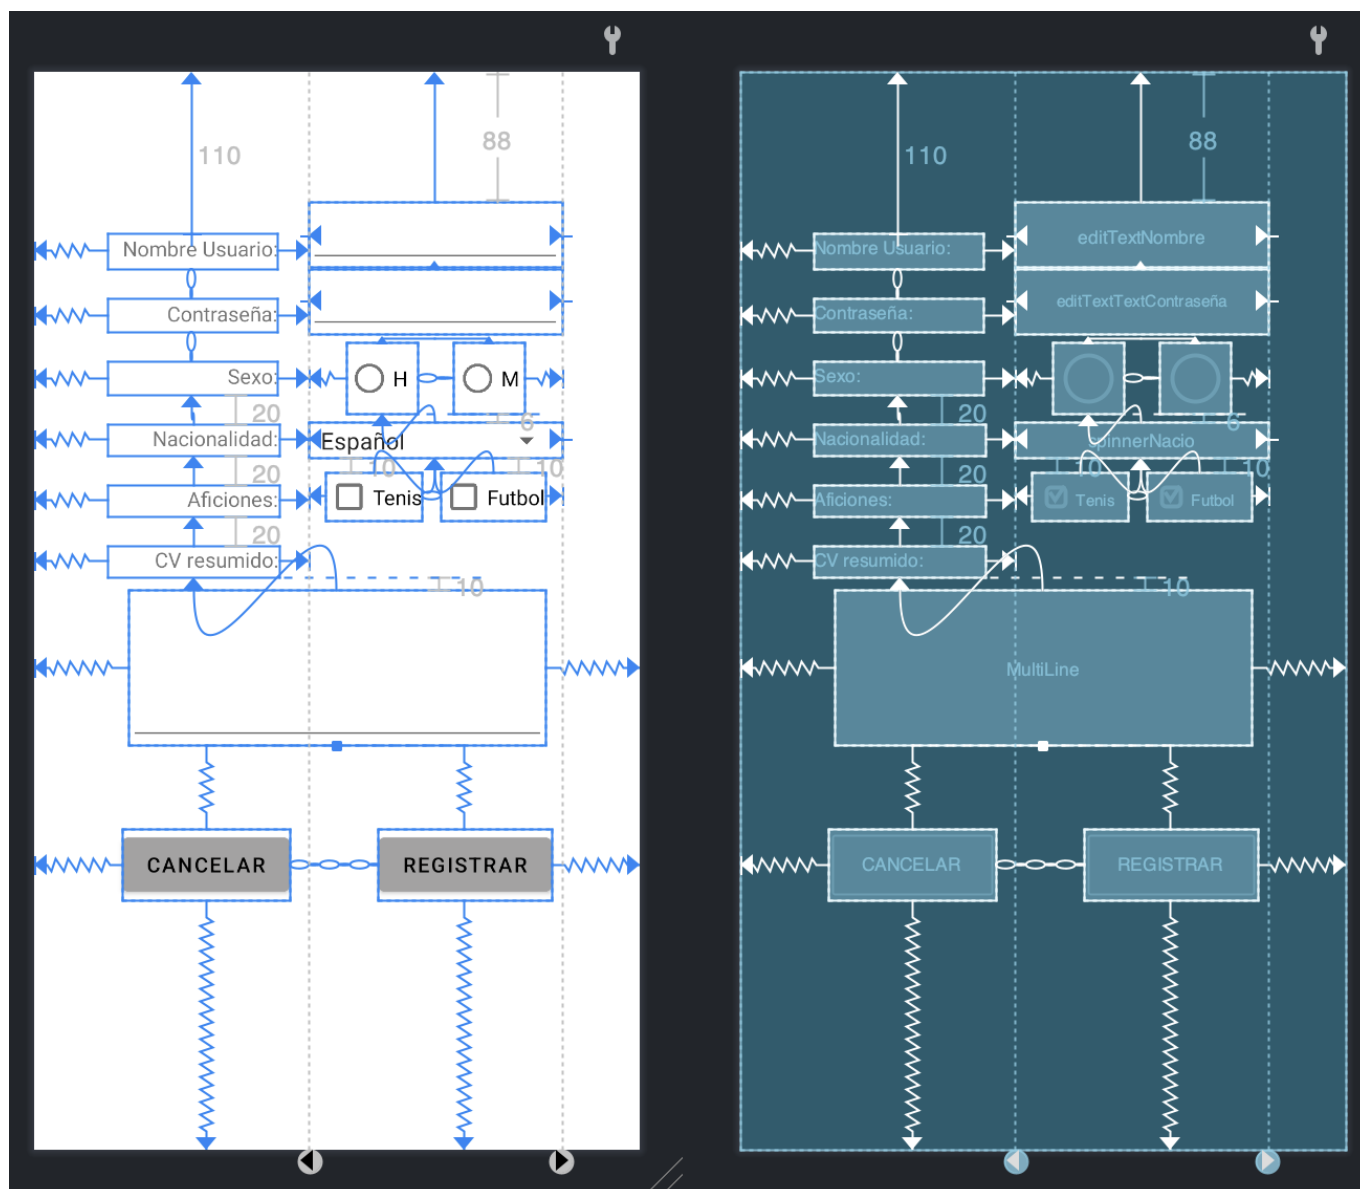 110
88
Nombre Usuario:
Contraseña:
Sexo:
H
M
20
6
Nacionalidad:
Español
20
10
10
Aficiones:
Tenis
Futbol
20
CV resumido:
10
CANCELAR
REGISTRAR
110
88
Nombre Usuario:
editTextNombre
Contraseña:
editTextTextContraseña
Sexo:
20
6
Nacionalidad:
spinnerNacio
20
10
10
Aficiones:
Tenis
Futbol
20
CV resumido:
10
MultiLine
CANCELAR
REGISTRAR